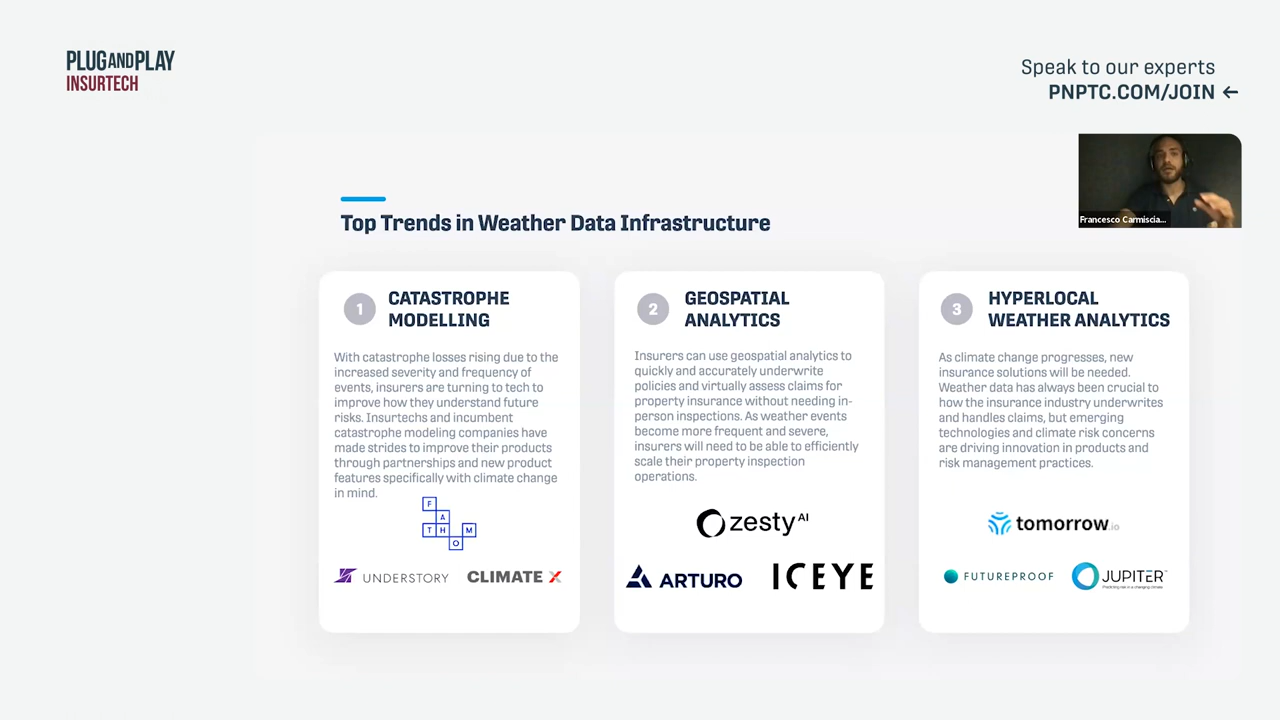 PLUGANDPLAY
INSURTECH
Speak to our experts
PNPTC.COM/JOIN ←
Francesco Carmiscia...
Top Trends in Weather Data Infrastructure
1
CATASTROPHE
MODELLING
With catastrophe losses rising due to the
increased severity and frequency of
events, insurers are turning to tech to
improve how they understand future
risks. Insurtechs and incumbent
catastrophe modeling companies have
made strides to improve their products
through partnerships and new product
features specifically with climate change
in mind.
F
A
T H M
O
UNDERSTORY
CLIMATE X
2
GEOSPATIAL
ANALYTICS
Insurers can use geospatial analytics to
quickly and accurately underwrite
policies and virtually assess claims for
property insurance without needing in-
person inspections. As weather events
become more frequent and severe,
insurers will need to be able to efficiently
scale their property inspection
operations.
zesty AI
ARTURO
ICEYE
3
HYPERLOCAL
WEATHER ANALYTICS
As climate change progresses, new
insurance solutions will be needed.
Weather data has always been crucial to
how the insurance industry underwrites
and handles claims, but emerging
technologies and climate risk concerns
are driving innovation in products and
risk management practices.
tomorrow.io
FUTUREPROOF
JUPITER™
Predicting risk in a changing climate.